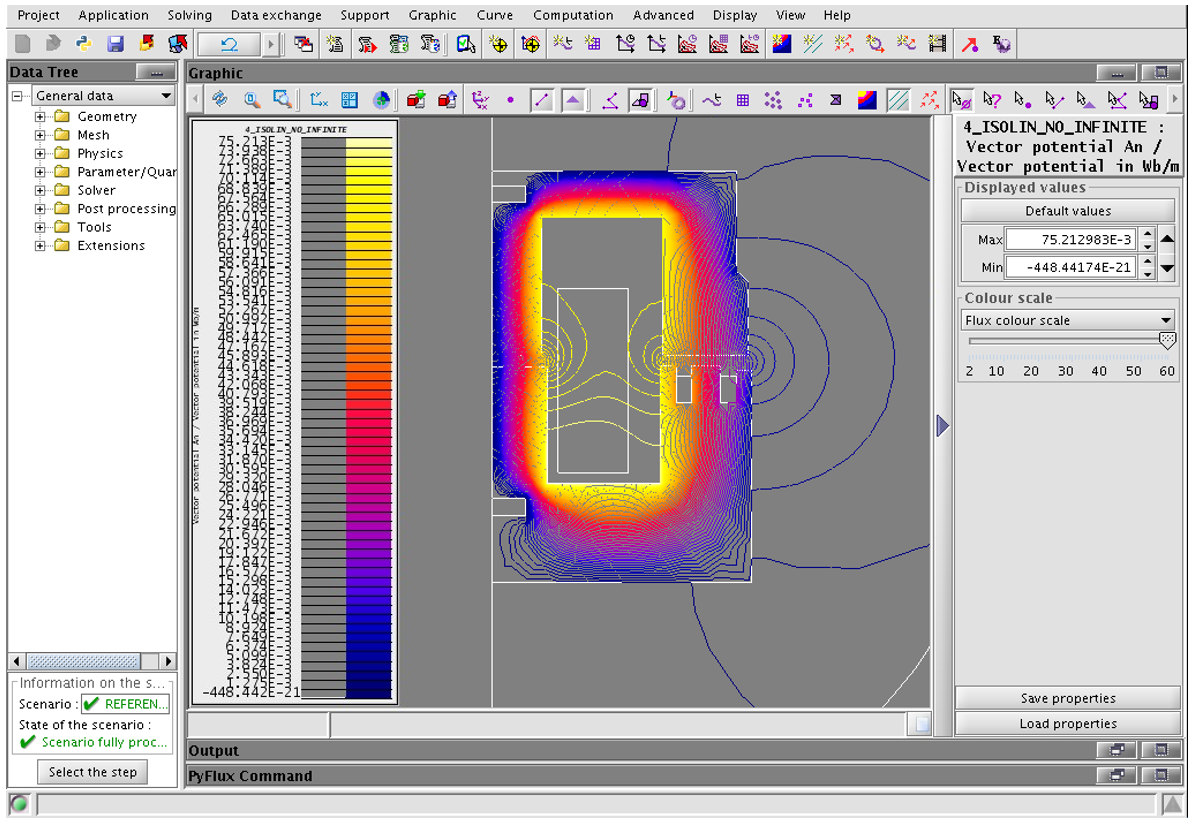 Project Application Solving Data exchange Support Graphic Curve Computation Advanced Display View Help
Data Tree
General data
Geometry
Mesh
Physics
Parameter/Quar
Solver
Post processing
Tools
Extensions
Information on the s...
Scenario : REFEREN...
State of the scenario :
Scenario fully proc...
Select the step
Graphic
4_ISOLIN_NO_INFINITE
75.213E-3
73.938E-3
72.663E-3
71.389E-3
70.114E-3
68.839E-3
67.564E-3
66.289E-3
65.015E-3
63.740E-3
62.465E-3
61.190E-3
59.915E-3
58.641E-3
57.366E-3
56.091E-3
54.816E-3
53.541E-3
52.267E-3
50.992E-3
49.717E-3
48.442E-3
47.167E-3
45.893E-3
44.618E-3
43.343E-3
42.068E-3
40.793E-3
39.519E-3
38.244E-3
36.969E-3
35.694E-3
34.420E-3
33.145E-3
31.870E-3
30.595E-3
29.320E-3
28.046E-3
26.771E-3
25.496E-3
24.221E-3
22.946E-3
21.672E-3
20.397E-3
19.122E-3
17.847E-3
16.572E-3
15.298E-3
14.023E-3
12.748E-3
11.473E-3
10.198E-3
8.924E-3
7.649E-3
6.374E-3
5.099E-3
3.824E-3
2.550E-3
1.275E-3
-448.442E-21
Vector potential An / Vector potential in Wb/m
4_ISOLIN_NO_INFINITE :
Vector potential An /
Vector potential in Wb/m
Displayed values
Default values
Max 75.212983E-3
Min -448.44174E-21
Colour scale
Flux colour scale
2 10 20 30 40 50 60
Save properties
Load properties
Output
PyFlux Command